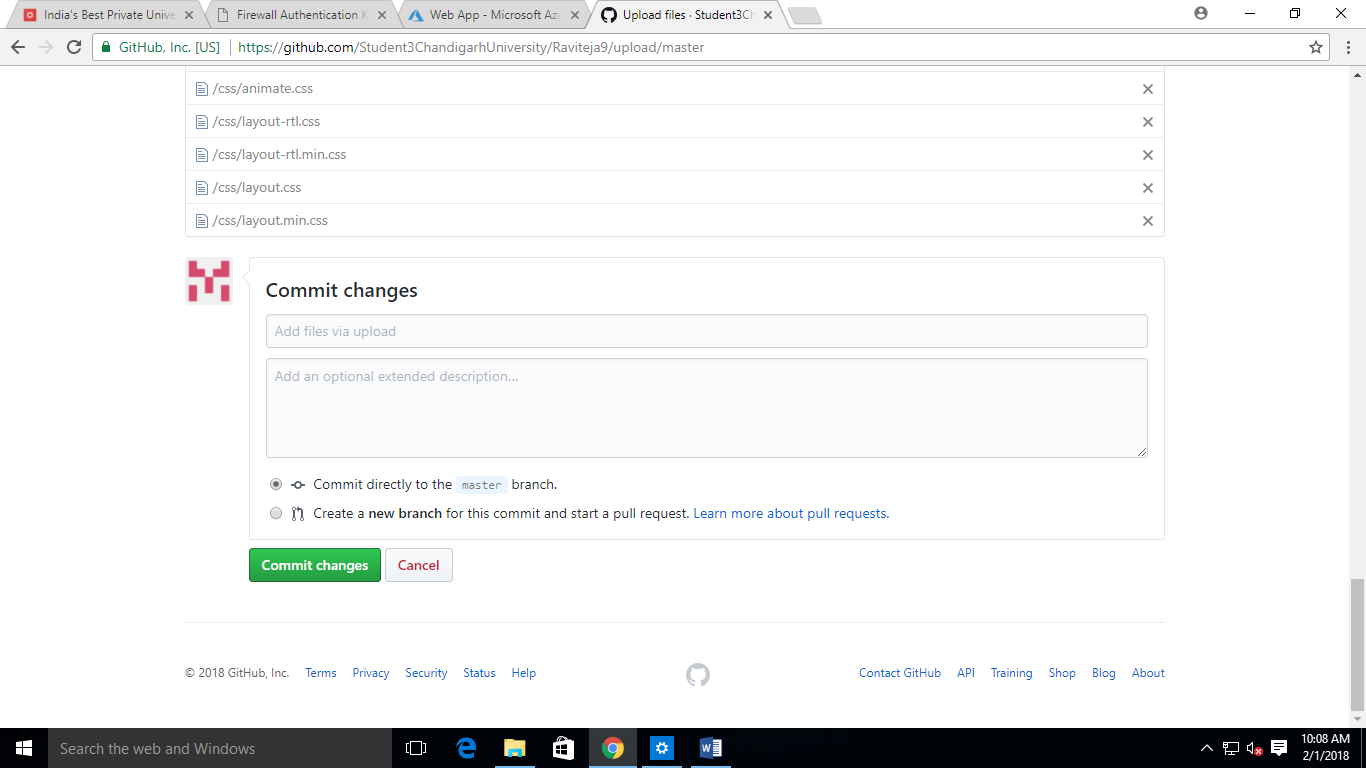 India's Best Private Unive
Firewall Authentication K
Web App - Microsoft Az
Upload files · Student3Ch
GitHub, Inc. [US]
https://github.com/Student3ChandigarhUniversity/Raviteja9/upload/master
/css/animate.css
/css/layout-rtl.css
/css/layout-rtl.min.css
/css/layout.css
/css/layout.min.css
Commit changes
Add files via upload
Add an optional extended description...
Commit directly to the master branch.
Create a new branch for this commit and start a pull request. Learn more about pull requests.
Commit changes Cancel
© 2018 GitHub, Inc. Terms Privacy Security Status Help Contact GitHub API Training Shop Blog About
Search the web and Windows
10:08 AM
2/1/2018